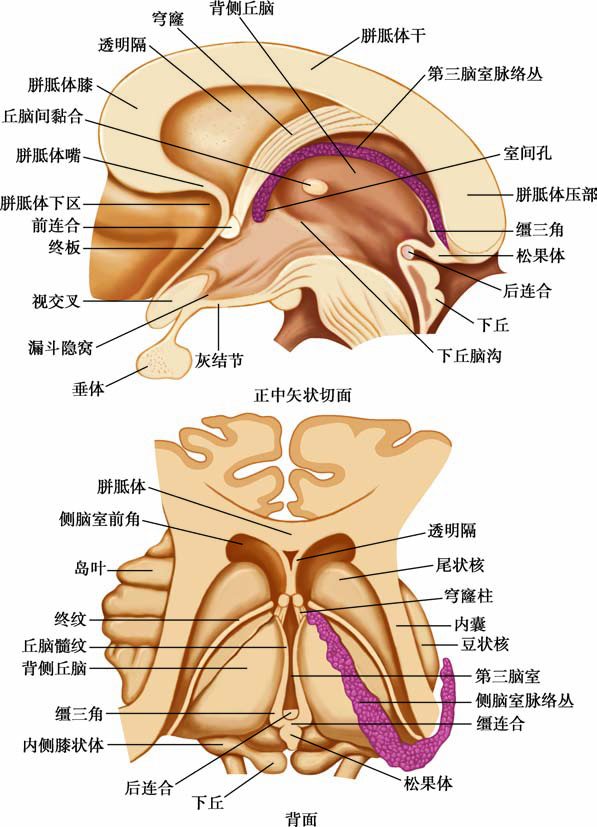 背侧丘脑
穹窿
胼胝体干
透明隔
第三脑室脉络丛
胼胝体膝
丘脑间黏合
室间孔
胼胝体嘴
胼胝体压部
胼胝体下区
前连合
缰三角
终板
松果体
后连合
视交叉
下丘
漏斗隐窝
灰结节
下丘脑沟
垂体
正中矢状切面
胼胝体
侧脑室前角
透明隔
岛叶
尾状核
穹窿柱
终纹
内囊
丘脑髓纹
豆状核
背侧丘脑
第三脑室
侧脑室脉络丛
缰三角
缰连合
内侧膝状体
后连合
松果体
下丘
背面